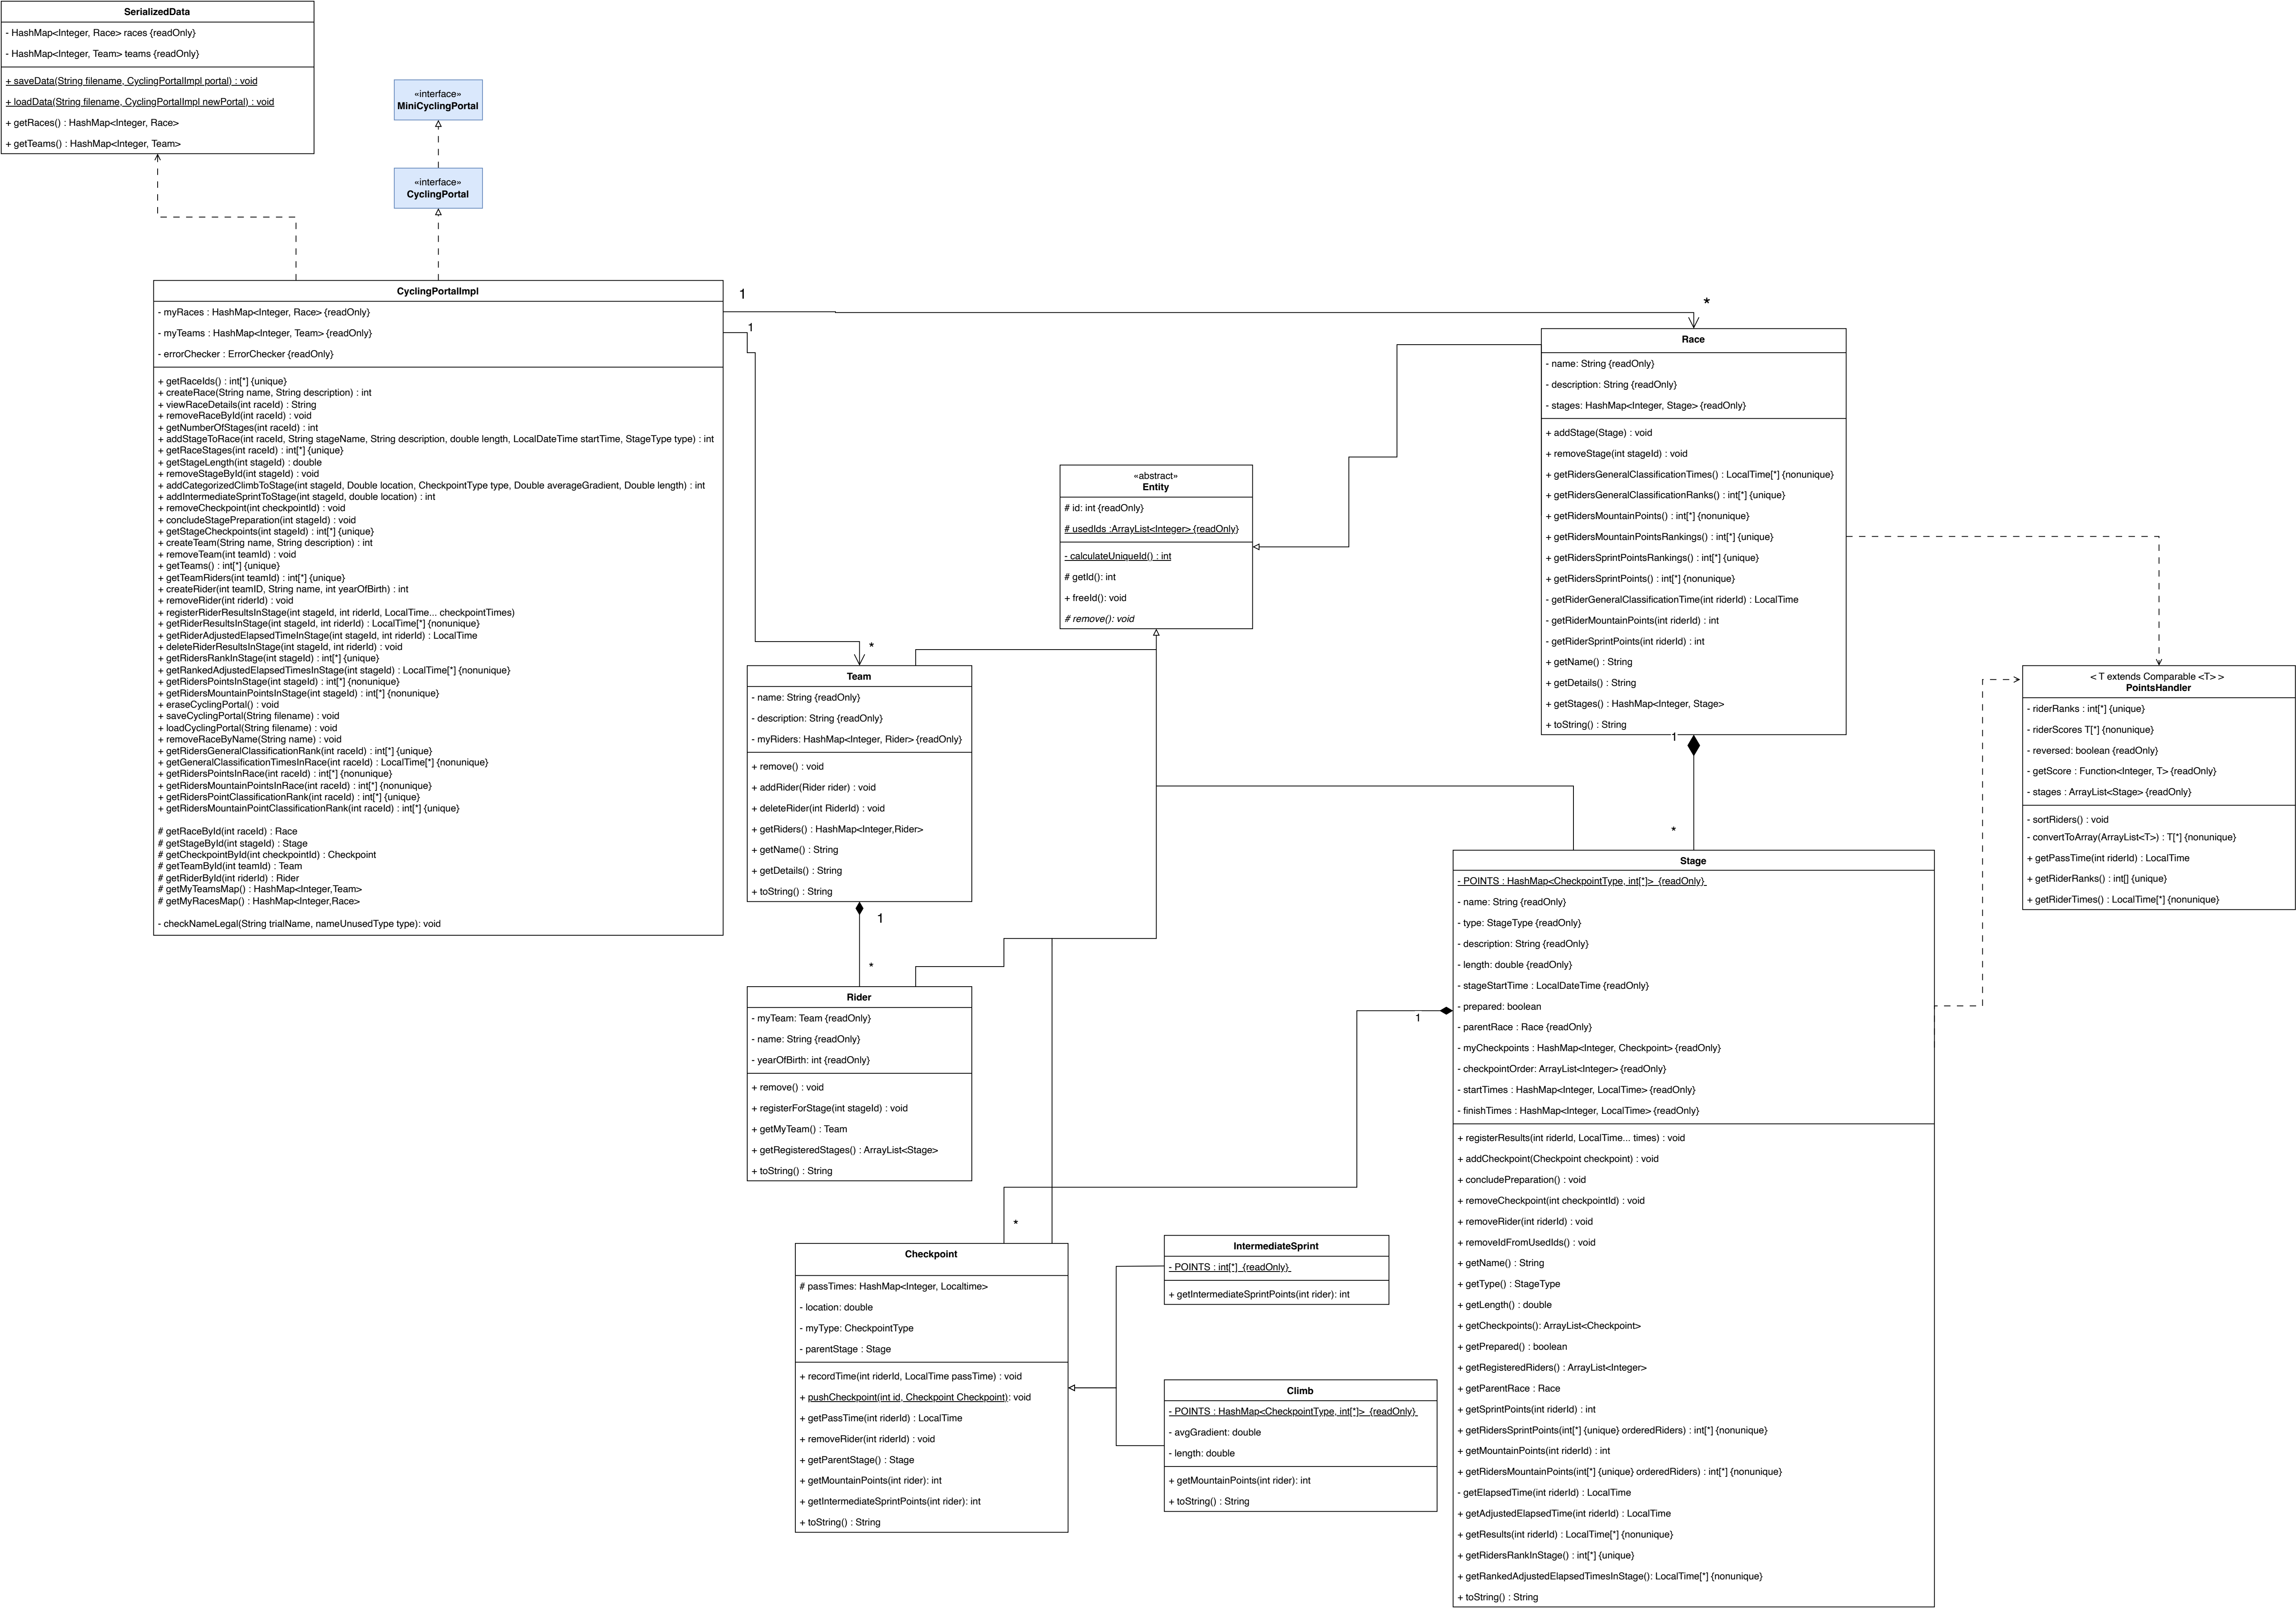 SerializedData
- HashMap<Integer, Race> races {readOnly}
- HashMap<Integer, Team> teams {readOnly}
+ saveData(String filename, CyclingPortalImpl portal) : void
+ loadData(String filename, CyclingPortalImpl newPortal) : void
+ getRaces() : HashMap<Integer, Race>
+ getTeams() : HashMap<Integer, Team>
«interface»
MiniCyclingPortal
«interface»
CyclingPortal
CyclingPortalImpl
- myRaces : HashMap<Integer, Race> {readOnly}
- myTeams : HashMap<Integer, Team> {readOnly}
- errorChecker : ErrorChecker {readOnly}
+ getRaceIds() : int[*] {unique}
+ createRace(String name, String description) : int
+ viewRaceDetails(int raceId) : String
+ removeRaceById(int raceId) : void
+ getNumberOfStages(int raceId) : int
+ addStageToRace(int raceId, String stageName, String description, double length, LocalDateTime startTime, StageType type) : int
+ getRaceStages(int raceId) : int[*] {unique}
+ getStageLength(int stageId) : double
+ removeStageById(int stageId) : void
+ addCategorizedClimbToStage(int stageId, Double location, CheckpointType type, Double averageGradient, Double length) : int
+ addIntermediateSprintToStage(int stageId, double location) : int
+ removeCheckpoint(int checkpointId) : void
+ concludeStagePreparation(int stageId) : void
+ getStageCheckpoints(int stageId) : int[*] {unique}
+ createTeam(String name, String description) : int
+ removeTeam(int teamId) : void
+ getTeams() : int[*] {unique}
+ getTeamRiders(int teamId) : int[*] {unique}
+ createRider(int teamID, String name, int yearOfBirth) : int
+ removeRider(int riderId) : void
+ registerRiderResultsInStage(int stageId, int riderId, LocalTime... checkpointTimes)
+ getRiderResultsInStage(int stageId, int riderId) : LocalTime[*] {nonunique}
+ getRiderAdjustedElapsedTimeInStage(int stageId, int riderId) : LocalTime
+ deleteRiderResultsInStage(int stageId, int riderId) : void
+ getRidersRankInStage(int stageId) : int[*] {unique}
+ getRankedAdjustedElapsedTimesInStage(int stageId) : LocalTime[*] {nonunique}
+ getRidersPointsInStage(int stageId) : int[*] {nonunique}
+ getRidersMountainPointsInStage(int stageId) : int[*] {nonunique}
+ eraseCyclingPortal() : void
+ saveCyclingPortal(String filename) : void
+ loadCyclingPortal(String filename) : void
+ removeRaceByName(String name) : void
+ getRidersGeneralClassificationRank(int raceId) : int[*] {unique}
+ getGeneralClassificationTimesInRace(int raceId) : LocalTime[*] {nonunique}
+ getRidersPointsInRace(int raceId) : int[*] {nonunique}
+ getRidersMountainPointsInRace(int raceId) : int[*] {nonunique}
+ getRidersPointClassificationRank(int raceId) : int[*] {unique}
+ getRidersMountainPointClassificationRank(int raceId) : int[*] {unique}
# getRaceById(int raceId) : Race
# getStageById(int stageId) : Stage
# getCheckpointById(int checkpointId) : Checkpoint
# getTeamById(int teamId) : Team
# getRiderById(int riderId) : Rider
# getMyTeamsMap() : HashMap<Integer,Team>
# getMyRacesMap() : HashMap<Integer,Race>
- checkNameLegal(String trialName, nameUnusedType type): void
1
*
1
*
Race
- name: String {readOnly}
- description: String {readOnly}
- stages: HashMap<Integer, Stage> {readOnly}
+ addStage(Stage) : void
+ removeStage(int stageId) : void
+ getRidersGeneralClassificationTimes() : LocalTime[*] {nonunique}
+ getRidersGeneralClassificationRanks() : int[*] {unique}
+ getRidersMountainPoints() : int[*] {nonunique}
+ getRidersMountainPointsRankings() : int[*] {unique}
+ getRidersSprintPointsRankings() : int[*] {unique}
+ getRidersSprintPoints() : int[*] {nonunique}
- getRiderGeneralClassificationTime(int riderId) : LocalTime
- getRiderMountainPoints(int riderId) : int
- getRiderSprintPoints(int riderId) : int
+ getName() : String
+ getDetails() : String
+ getStages() : HashMap<Integer, Stage>
+ toString() : String
1
*
«abstract»
Entity
# id: int {readOnly}
# usedIds :ArrayList<Integer> {readOnly}
- calculateUniqueId() : int
# getId(): int
+ freeId(): void
# remove(): void
Team
- name: String {readOnly}
- description: String {readOnly}
- myRiders: HashMap<Integer, Rider> {readOnly}
+ remove() : void
+ addRider(Rider rider) : void
+ deleteRider(int RiderId) : void
+ getRiders() : HashMap<Integer,Rider>
+ getName() : String
+ getDetails() : String
+ toString() : String
1
*
< T extends Comparable <T> >
PointsHandler
- riderRanks : int[*] {unique}
- riderScores T[*] {nonunique}
- reversed: boolean {readOnly}
- getScore : Function<Integer, T> {readOnly}
- stages : ArrayList<Stage> {readOnly}
- sortRiders() : void
- convertToArray(ArrayList<T>) : T[*] {nonunique}
+ getPassTime(int riderId) : LocalTime
+ getRiderRanks() : int[] {unique}
+ getRiderTimes() : LocalTime[*] {nonunique}
Rider
- myTeam: Team {readOnly}
- name: String {readOnly}
- yearOfBirth: int {readOnly}
+ remove() : void
+ registerForStage(int stageId) : void
+ getMyTeam() : Team
+ getRegisteredStages() : ArrayList<Stage>
+ toString() : String
Stage
- POINTS : HashMap<CheckpointType, int[*]> {readOnly}
- name: String {readOnly}
- type: StageType {readOnly}
- description: String {readOnly}
- length: double {readOnly}
- stageStartTime : LocalDateTime {readOnly}
- prepared: boolean
- parentRace : Race {readOnly}
- myCheckpoints : HashMap<Integer, Checkpoint> {readOnly}
- checkpointOrder: ArrayList<Integer> {readOnly}
- startTimes : HashMap<Integer, LocalTime> {readOnly}
- finishTimes : HashMap<Integer, LocalTime> {readOnly}
+ registerResults(int riderId, LocalTime... times) : void
+ addCheckpoint(Checkpoint checkpoint) : void
+ concludePreparation() : void
+ removeCheckpoint(int checkpointId) : void
+ removeRider(int riderId) : void
+ removeIdFromUsedIds() : void
+ getName() : String
+ getType() : StageType
+ getLength() : double
+ getCheckpoints(): ArrayList<Checkpoint>
+ getPrepared() : boolean
+ getRegisteredRiders() : ArrayList<Integer>
+ getParentRace : Race
+ getSprintPoints(int riderId) : int
+ getRidersSprintPoints(int[*] {unique} orderedRiders) : int[*] {nonunique}
+ getMountainPoints(int riderId) : int
+ getRidersMountainPoints(int[*] {unique} orderedRiders) : int[*] {nonunique}
- getElapsedTime(int riderId) : LocalTime
+ getAdjustedElapsedTime(int riderId) : LocalTime
+ getResults(int riderId) : LocalTime[*] {nonunique}
+ getRidersRankInStage() : int[*] {unique}
+ getRankedAdjustedElapsedTimesInStage(): LocalTime[*] {nonunique}
+ toString() : String
1
*
Checkpoint
# passTimes: HashMap<Integer, Localtime>
- location: double
- myType: CheckpointType
- parentStage : Stage
+ recordTime(int riderId, LocalTime passTime) : void
+ pushCheckpoint(int id, Checkpoint Checkpoint): void
+ getPassTime(int riderId) : LocalTime
+ removeRider(int riderId) : void
+ getParentStage() : Stage
+ getMountainPoints(int rider): int
+ getIntermediateSprintPoints(int rider): int
+ toString() : String
IntermediateSprint
- POINTS : int[*] {readOnly}
+ getIntermediateSprintPoints(int rider): int
Climb
- POINTS : HashMap<CheckpointType, int[*]> {readOnly}
- avgGradient: double
- length: double
+ getMountainPoints(int rider): int
+ toString() : String